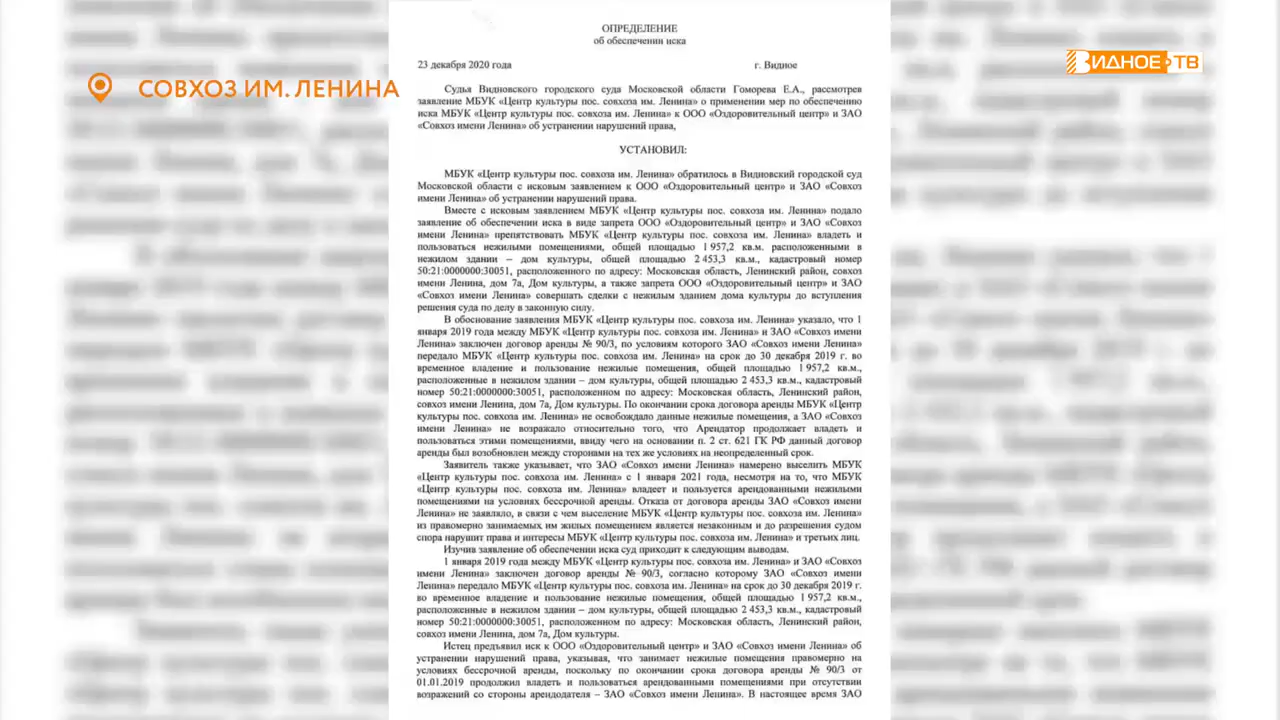 ОПРЕДЕЛЕНИЕ
об обеспечении иска
23 декабря 2020 года г. Видное
ВИДНОЕ-ТВ
СОВХОЗ ИМ. ЛЕНИНА
Судья Видновского городского суда Московской области Гоморева Е.А., рассмотрев
заявление МБУК «Центр культуры пос. совхоза им. Ленина» о применении мер по обеспечению
иска МБУК «Центр культуры пос. совхоза им. Ленина» к ООО «Оздоровительный центр» и ЗАО
«Совхоз имени Ленина» об устранении нарушений права,
УСТАНОВИЛ:
МБУК «Центр культуры пос. совхоза им. Ленина» обратилось в Видновский городской суд
Московской области с исковым заявлением к ООО «Оздоровительный центр» и ЗАО «Совхоз
имени Ленина» об устранении нарушений права.
Вместе с исковым заявлением МБУК «Центр культуры пос. совхоза им. Ленина» подало
заявление об обеспечении иска в виде запрета ООО «Оздоровительный центр» и ЗАО «Совхоз
имени Ленина» препятствовать МБУК «Центр культуры пос. совхоза им. Ленина» владеть и
пользоваться нежилыми помещениями, общей площадью 1 957,2 кв.м. расположенными в
нежилом здании – дом культуры, общей площадью 2 453,3 кв.м., кадастровый номер
50:21:0000000:30051, расположенного по адресу: Московская область, Ленинский район, совхоз
имени Ленина, дом 7а, Дом культуры, а также запрета ООО «Оздоровительный центр» и ЗАО
«Совхоз имени Ленина» совершать сделки с нежилым зданием дома культуры до вступления
решения суда по делу в законную силу.
В обоснование заявления МБУК «Центр культуры пос. совхоза им. Ленина» указало, что 1
января 2019 года между МБУК «Центр культуры пос. совхоза им. Ленина» и ЗАО «Совхоз имени
Ленина» заключен договор аренды № 90/3, по условиям которого ЗАО «Совхоз имени Ленина»
передало МБУК «Центр культуры пос. совхоза им. Ленина» на срок до 30 декабря 2019 г. во
временное владение и пользование нежилые помещения, общей площадью 1 957,2 кв.м.,
расположенные в нежилом здании – дом культуры, общей площадью 2 453,3 кв.м., кадастровый
номер 50:21:0000000:30051, расположенном по адресу: Московская область, Ленинский район,
совхоз имени Ленина, дом 7а, Дом культуры. По окончании срока договора аренды МБУК «Центр
культуры пос. совхоза им. Ленина» не освобождало данные нежилые помещения, а ЗАО «Совхоз
имени Ленина» не возражало относительно того, что Арендатор продолжает владеть и
пользоваться этими помещениями, ввиду чего на основании п. 2 ст. 621 ГК РФ данный договор
аренды был возобновлен между сторонами на тех же условиях на неопределенный срок.
Заявитель также указывает, что ЗАО «Совхоз имени Ленина» намерено выселить МБУК
«Центр культуры пос. совхоза им. Ленина» с 1 января 2021 года, несмотря на то, что МБУК
«Центр культуры пос. совхоза им. Ленина» владеет и пользуется арендованными нежилыми
помещениями на условиях бессрочной аренды. Отказа от договора аренды ЗАО «Совхоз имени
Ленина» не заявляло, в связи с чем выселение МБУК «Центр культуры пос. совхоза им. Ленина»
из правомерно занимаемых им жилых помещением является незаконным и до разрешения судом
спора нарушит права и интересы МБУК «Центр культуры пос. совхоза им. Ленина» и третьих лиц.
Изучив заявление об обеспечении иска суд приходит к следующим выводам.
1 января 2019 года между МБУК «Центр культуры пос. совхоза им. Ленина» и ЗАО «Совхоз
имени Ленина» заключен договор аренды № 90/3, согласно которому ЗАО «Совхоз имени
Ленина» передало МБУК «Центр культуры пос. совхоза им. Ленина» на срок до 30 декабря 2019 г.
во временное владение и пользование нежилые помещения, общей площадью 1 957,2 кв.м.,
расположенные в нежилом здании – дом культуры, общей площадью 2 453,3 кв.м., кадастровый
номер 50:21:0000000:30051, расположенном по адресу: Московская область, Ленинский район,
совхоз имени Ленина, дом 7а, Дом культуры.
Истец предъявил иск к ООО «Оздоровительный центр» и ЗАО «Совхоз имени Ленина» об
устранении нарушений права, указывая, что занимает нежилые помещения правомерно на
условиях бессрочной аренды, поскольку по окончании срока договора аренды № 90/3 от
01.01.2019 продолжил владеть и пользоваться арендованными помещениями при отсутствии
возражений со стороны арендодателя – ЗАО «Совхоз имени Ленина». В настоящее время ЗАО